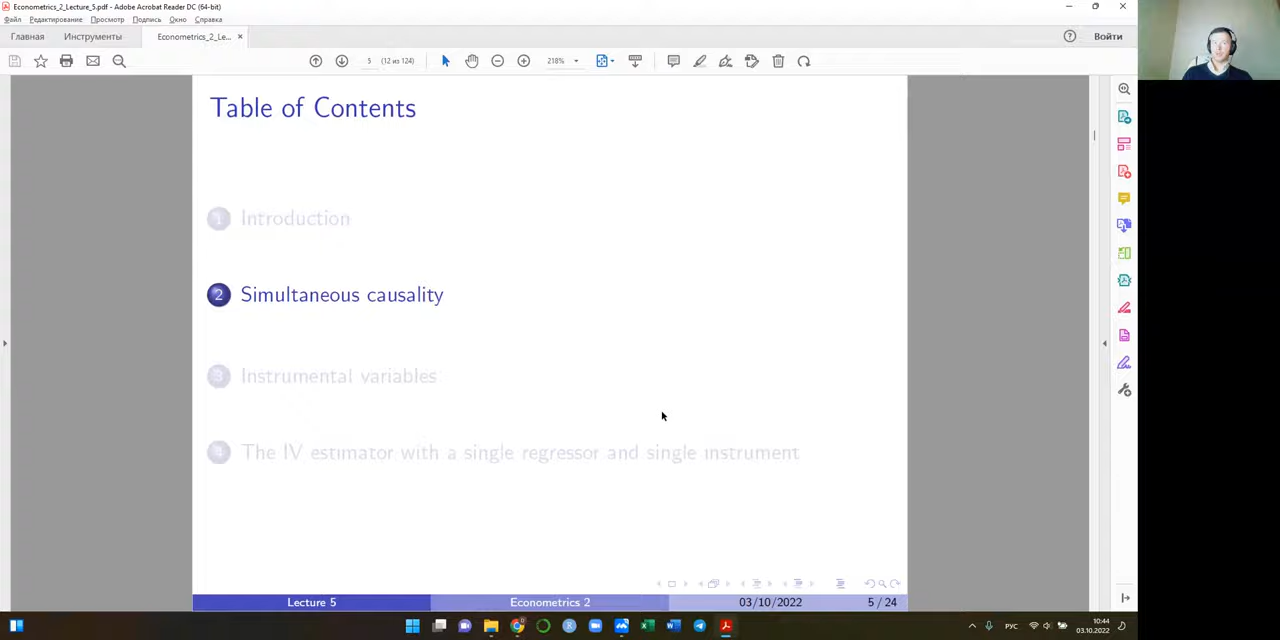 Econometrics_2_Lecture_5.pdf - Adobe Acrobat Reader DC (64-bit)
Файл Редактирование Просмотр Подпись Окно Справка
Главная Инструменты Econometrics_2_Le... × Войти
5 (12 из 124) 218%
Table of Contents
1 Introduction
2 Simultaneous causality
3 Instrumental variables
4 The IV estimator with a single regressor and single instrument
Lecture 5 Econometrics 2 03/10/2022 5 / 24
РУС 10:44
03.10.2022